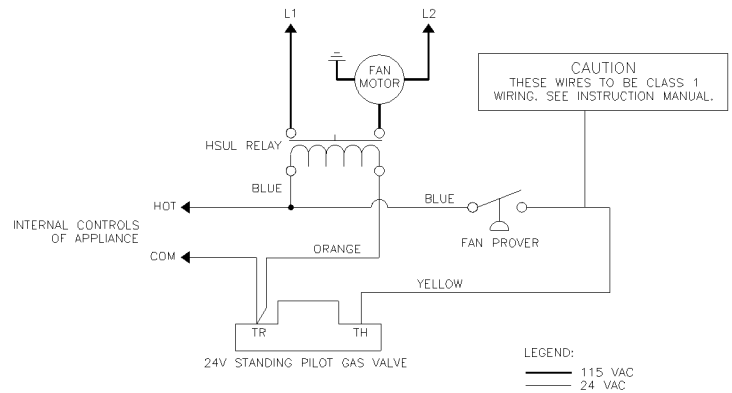 L1
L2
FAN
MOTOR
CAUTION
THESE WIRES TO BE CLASS 1
WIRING. SEE INSTRUCTION MANUAL.
HSUL RELAY
BLUE
HOT
BLUE
INTERNAL CONTROLS
OF APPLIANCE
FAN PROVER
COM
ORANGE
YELLOW
TR
TH
24V STANDING PILOT GAS VALVE
LEGEND:
115 VAC
24 VAC